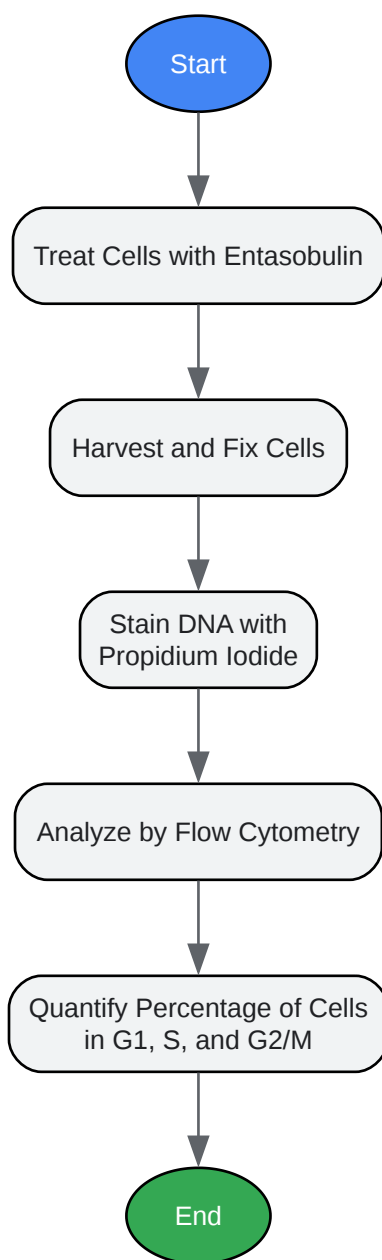 Start
Treat Cells with Entasobulin
Harvest and Fix Cells
Stain DNA with
Propidium Iodide
Analyze by Flow Cytometry
Quantify Percentage of Cells
in G1, S, and G2/M
End